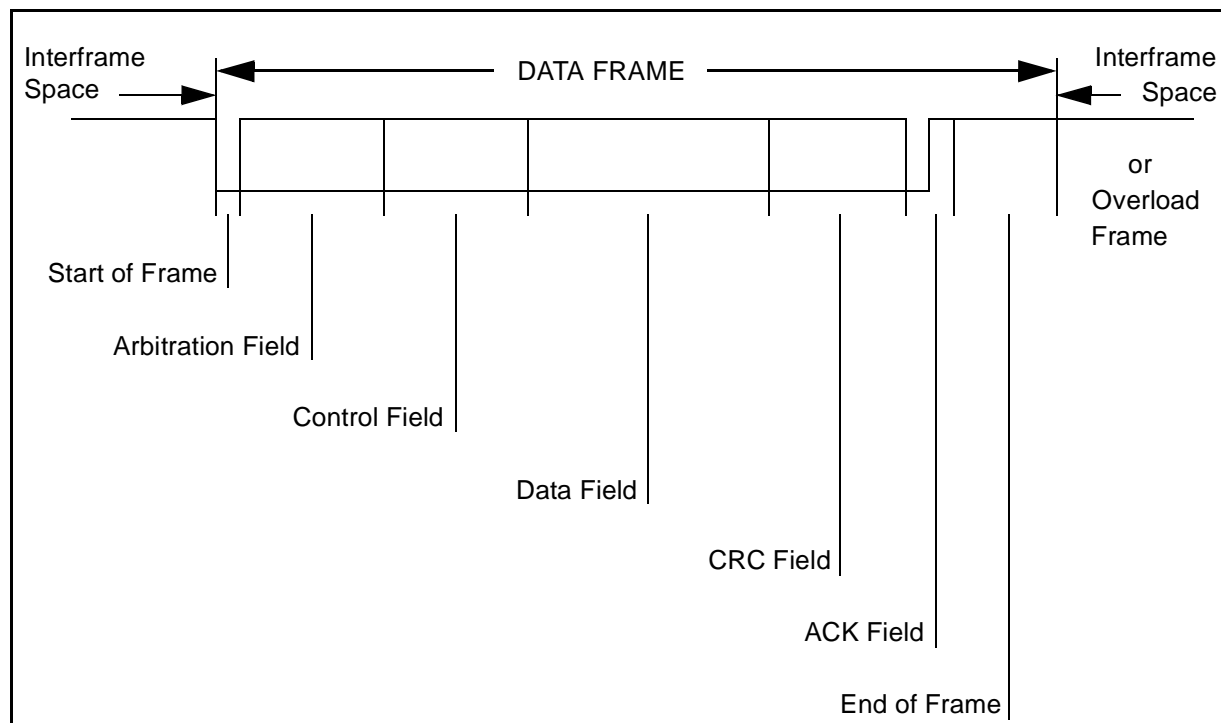 Interframe
Space
DATA FRAME
Interframe
Space
or
Overload
Frame
Start of Frame
Arbitration Field
Control Field
Data Field
CRC Field
ACK Field
End of Frame